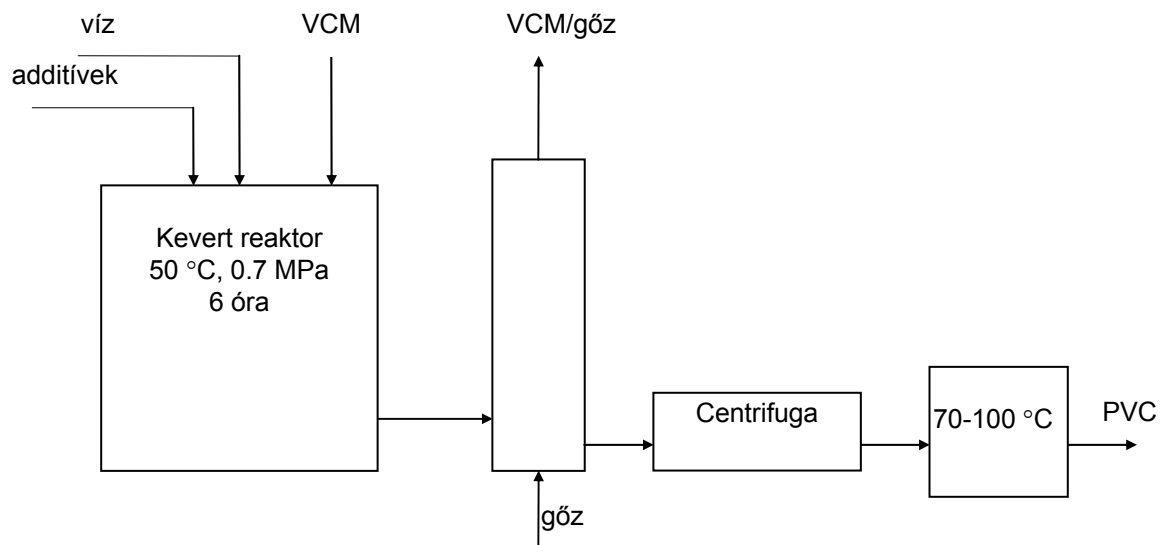 víz
VCM
VCM/gőz
additívek
Kevert reaktor
50 °C, 0.7 MPa
6 óra
Centrifuga
70-100 °C
PVC
gőz